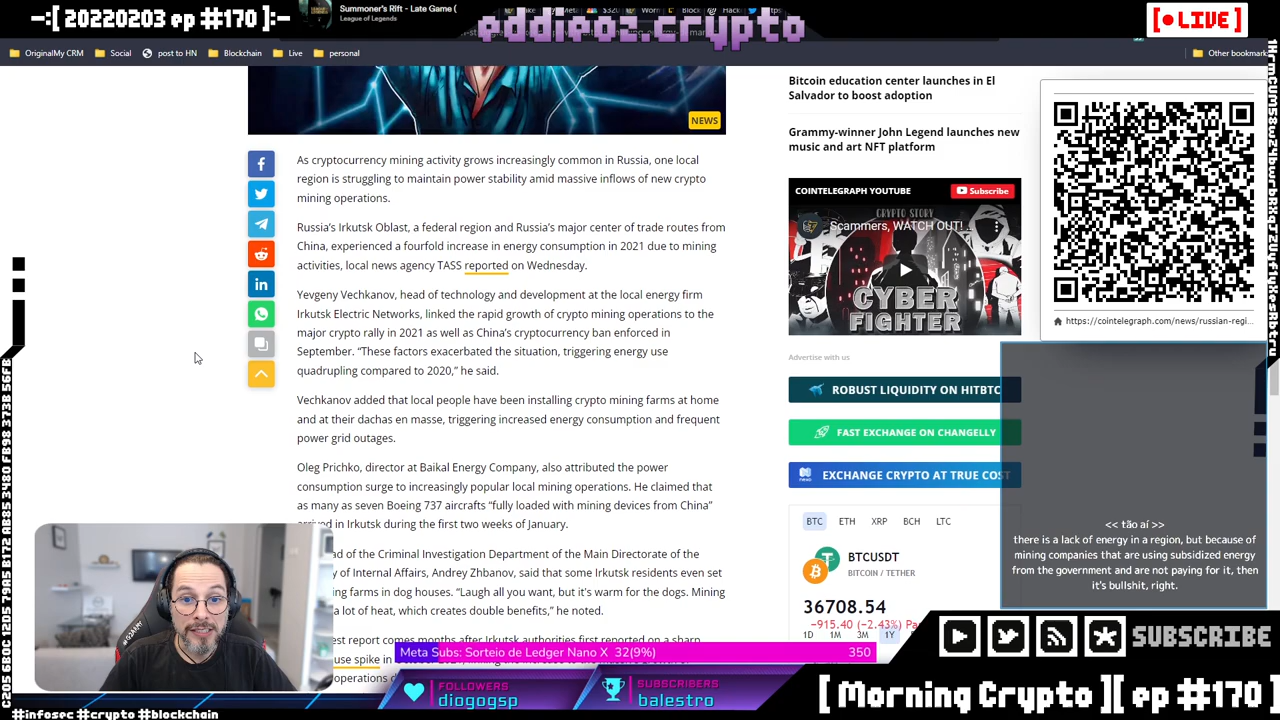 -:[ 20220203 ep #170 ]:-
Summoner's Rift - Late Game (
League of Legends
eddieoz.crypto
[● LIVE ]
OriginalMy CRM
Social
post to HN
Blockchain
Live
personal
Other bookmark
NEWS
As cryptocurrency mining activity grows increasingly common in Russia, one local
region is struggling to maintain power stability amid massive inflows of new crypto
mining operations.
Russia's Irkutsk Oblast, a federal region and Russia's major center of trade routes from
China, experienced a fourfold increase in energy consumption in 2021 due to mining
activities, local news agency TASS reported on Wednesday.
Yevgeny Vechkanov, head of technology and development at the local energy firm
Irkutsk Electric Networks, linked the rapid growth of crypto mining operations to the
major crypto rally in 2021 as well as China's cryptocurrency ban enforced in
September. “These factors exacerbated the situation, triggering energy use
quadrupling compared to 2020,” he said.
Vechkanov added that local people have been installing crypto mining farms at home
and at their dachas en masse, triggering increased energy consumption and frequent
power grid outages.
Oleg Prichko, director at Baikal Energy Company, also attributed the power
consumption surge to increasingly popular local mining operations. He claimed that
as many as seven Boeing 737 aircrafts “fully loaded with mining devices from China”
in Irkutsk during the first two weeks of January.
of the Criminal Investigation Department of the Main Directorate of the
of Internal Affairs, Andrey Zhbanov, said that some Irkutsk residents even set
farms in dog houses. “Laugh all you want, but it's warm for the dogs. Mining
a lot of heat, which creates double benefits,” he noted.
report comes months after Irkutsk authorities first reported on a sharp
use spike in
Bitcoin education center launches in El
Salvador to boost adoption
Grammy-winner John Legend launches new
music and art NFT platform
COINTELEGRAPH YOUTUBE
Subscribe
CRYPTO STORY
Scammers, WATCH OUT! ...
CYBER
FIGHTER
Advertise with us
ROBUST LIQUIDITY ON HITBTC
FAST EXCHANGE ON CHANGELLY
EXCHANGE CRYPTO AT TRUE COST
BTC ETH XRP BCH LTC
BTCUSDT
BITCOIN / TETHER
36708.54
−915.40 (−2.43%)
1D 1M 3M 1Y
https://cointelegraph.com/news/russian-regi...
<< tão aí >>
there is a lack of energy in a region, but because of
mining companies that are using subsidized energy
from the government and are not paying for it, then
it's bullshit, right.
Meta Subs: Sorteio de Ledger Nano X 32(9%) 350
FOLLOWERS
diogogsp
SUBSCRIBERS
balestro
SUBSCRIBE
[ Morning Crypto ][ ep #170 ]
#infosec #crypto #blockchain